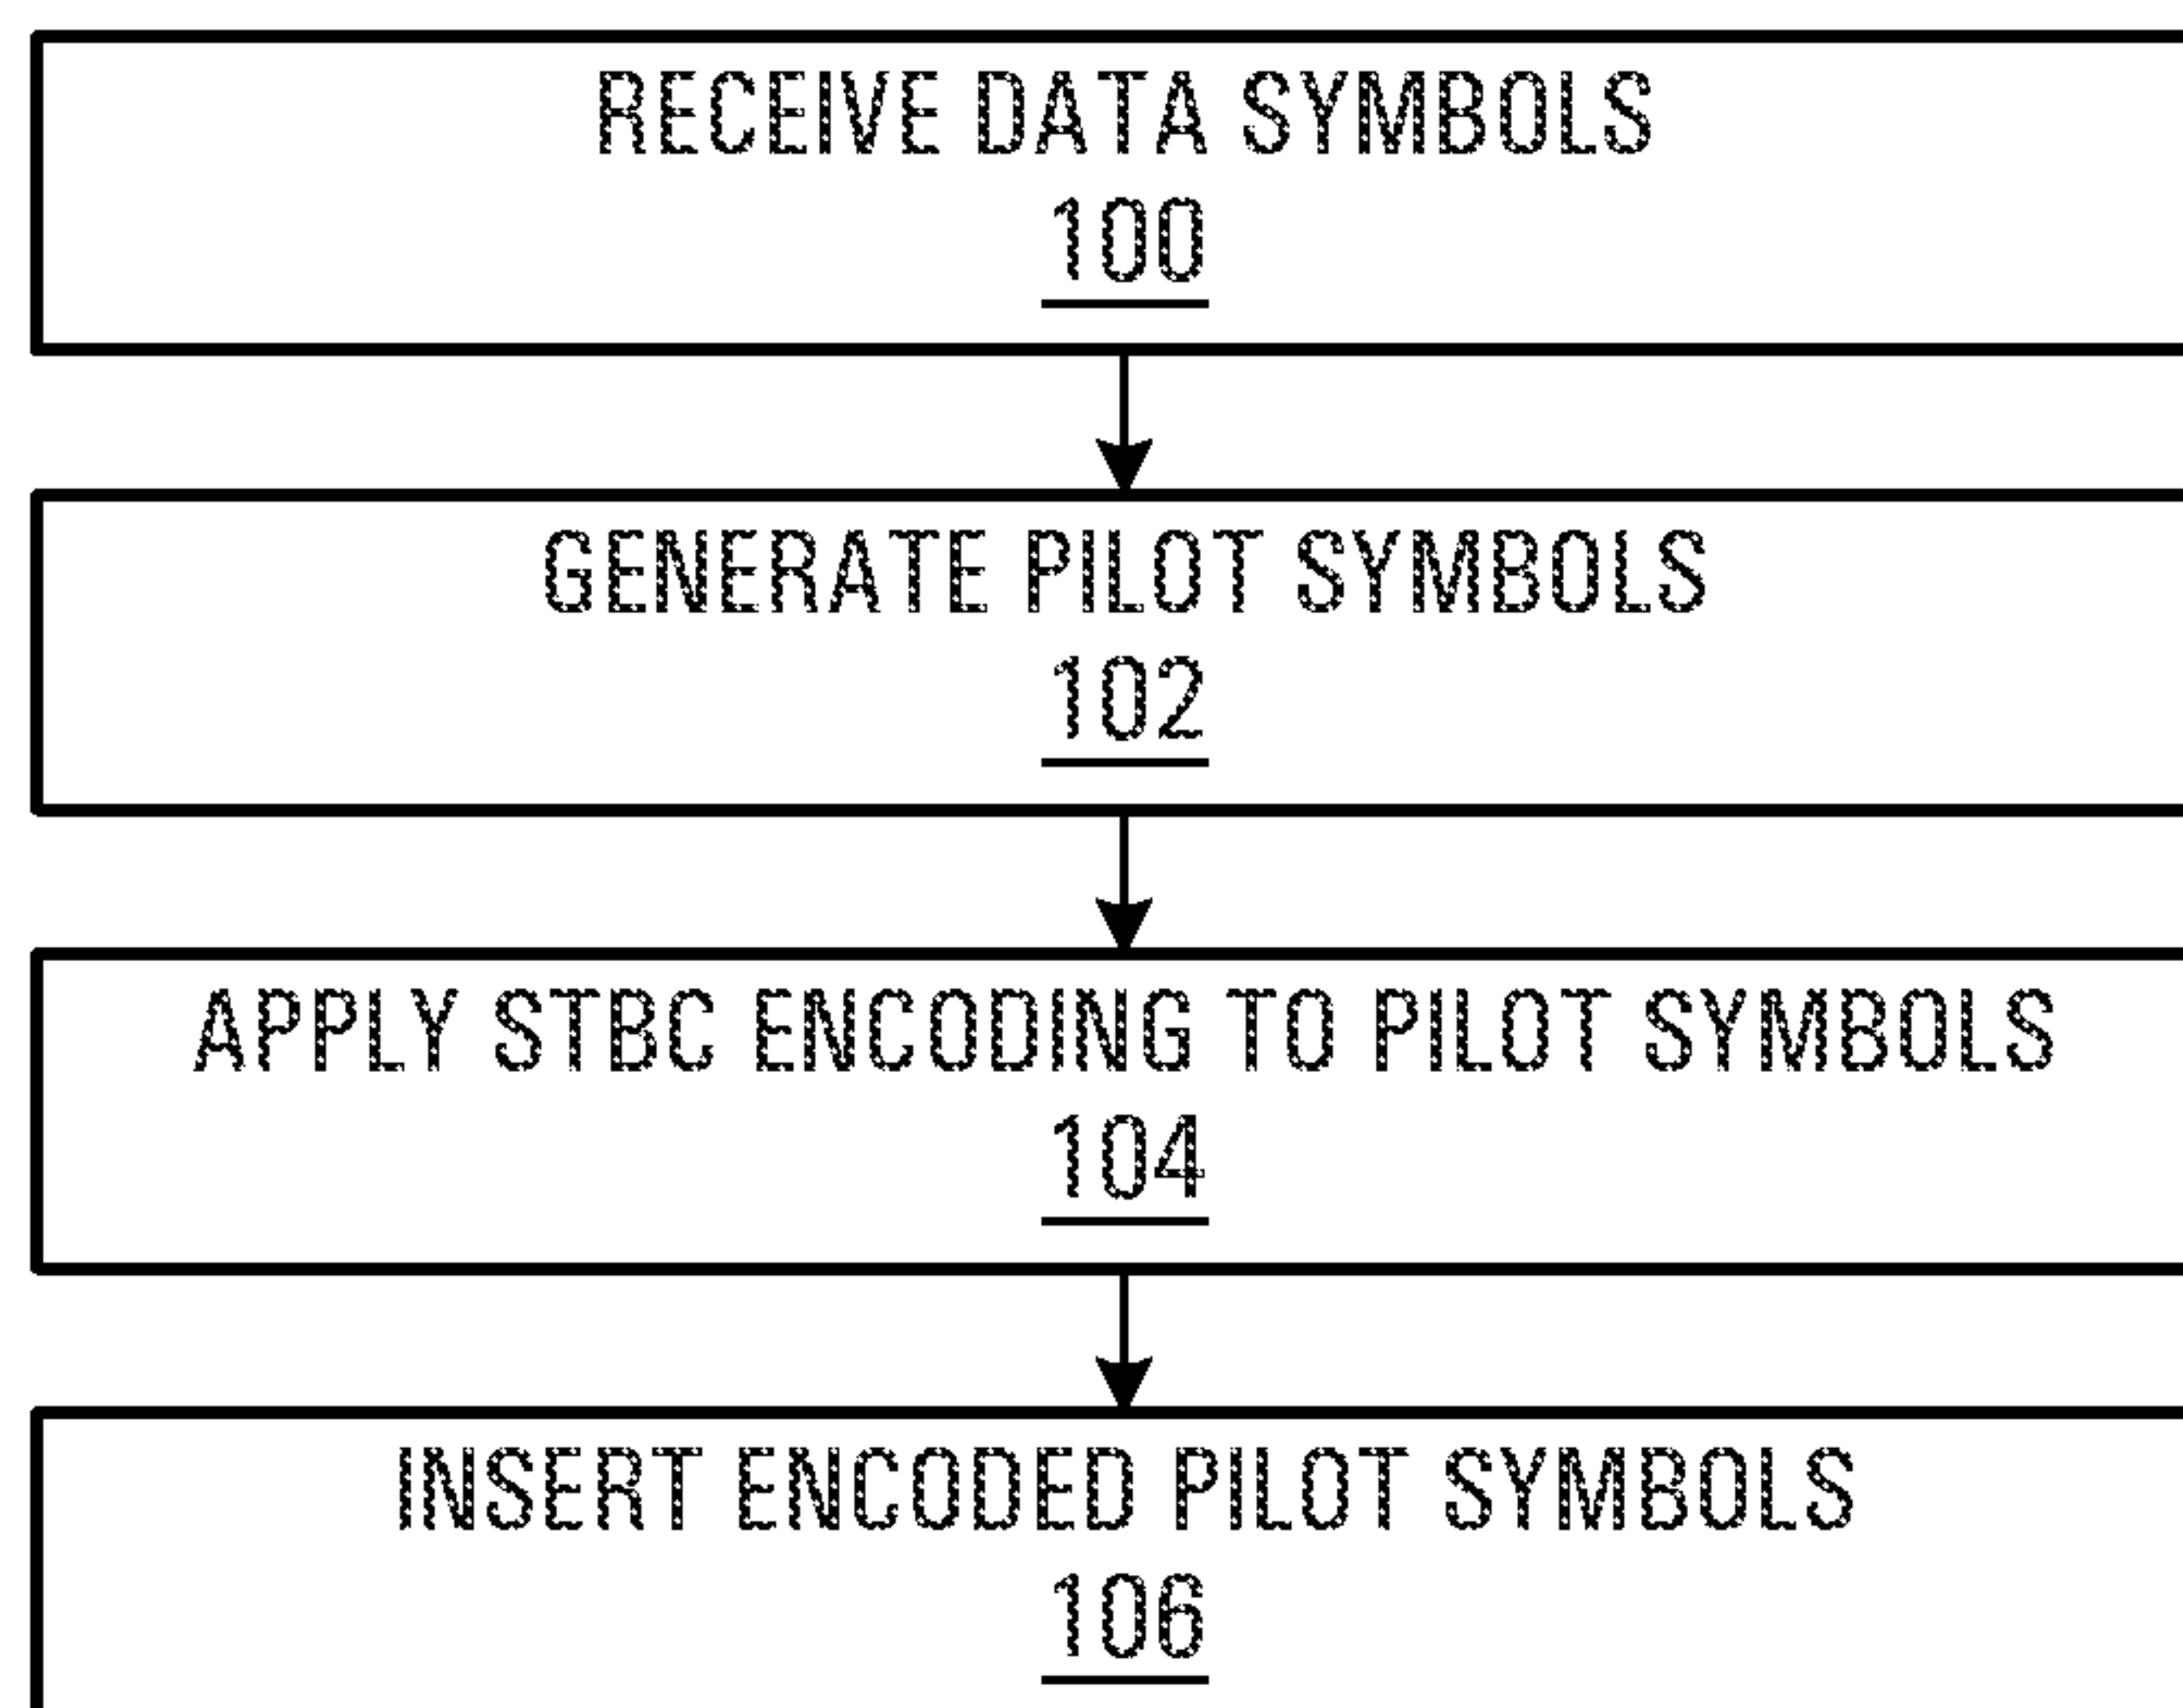 RECEIVE DATA SYMBOLS
100
GENERATE PILOT SYMBOLS
102
APPLY STBC ENCODING TO PILOT SYMBOLS
104
INSERT ENCODED PILOT SYMBOLS
106